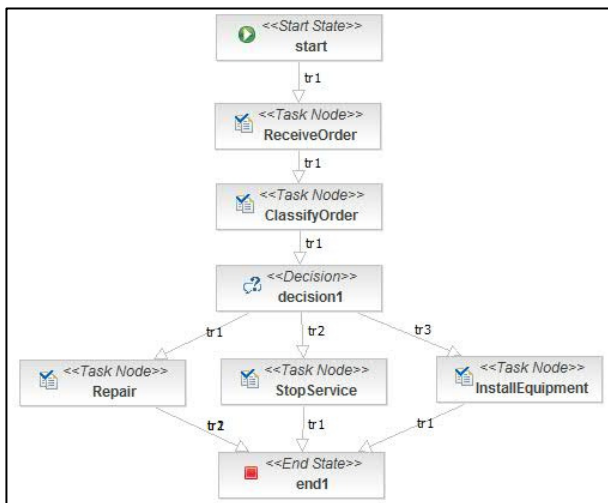 <<Start State>>
start
tr1
<<Task Node>>
ReceiveOrder
tr1
<<Task Node>>
ClassifyOrder
tr1
<<Decision>>
decision1
tr1 tr2 tr3
<<Task Node>> <<Task Node>> <<Task Node>>
Repair StopService InstallEquipment
tr1 tr1
<<End State>>
end1